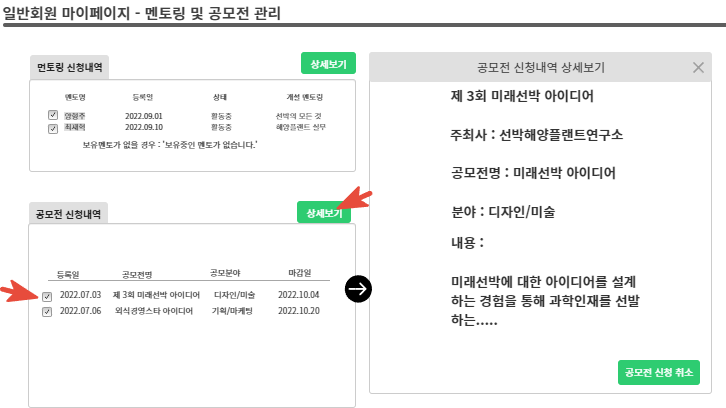 일반회원 마이페이지 - 멘토링 및 공모전 관리
멘토링 신청내역
상세보기
멘토명 등록일 상태 개설 멘토링
2022.09.01 활동중 선박의 모든 것
최재혁 2022.09.10 활동중 해양플랜트 실무
보유멘토가 없을 경우 : '보유중인 멘토가 없습니다.'
공모전 신청내역
상세보기
등록일 공모전명 공모분야 마감일
2022.07.03 제 3회 미래선박 아이디어 디자인/미술 2022.10.04
2022.07.06 외식경영스타 아이디어 기획/마케팅 2022.10.20
공모전 신청내역 상세보기
제 3회 미래선박 아이디어
주최사 : 선박해양플랜트연구소
공모전명 : 미래선박 아이디어
분야 : 디자인/미술
내용 :
미래선박에 대한 아이디어를 설계
하는 경험을 통해 과학인재를 선발
하는.....
공모전 신청 취소